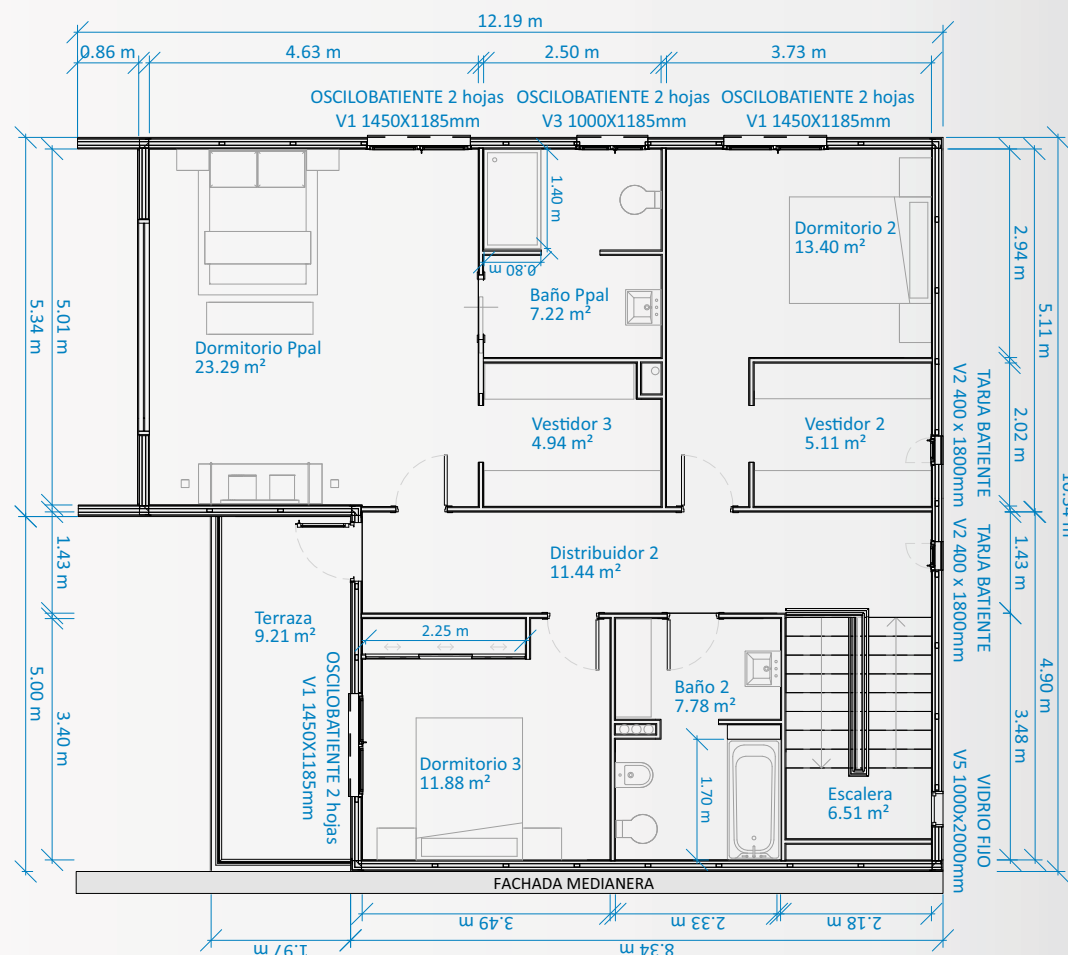 12.19 m
0.86 m
4.63 m
2.50 m
3.73 m
OSCILOBATIENTE 2 hojas
V1 1450X1185mm
OSCILOBATIENTE 2 hojas
V3 1000X1185mm
OSCILOBATIENTE 2 hojas
V1 1450X1185mm
5.34 m
5.01 m
1.40 m
0.80 m
Dormitorio 2
13.40 m²
Baño Ppal
7.22 m²
Dormitorio Ppal
23.29 m²
Vestidor 3
4.94 m²
Vestidor 2
5.11 m²
2.94 m
5.11 m
2.02 m
TARJA BATIENTE
V2 400 x 1800mm
TARJA BATIENTE
V2 400 x 1800mm
1.43 m
1.43 m
Distribuidor 2
11.44 m²
Terraza
9.21 m²
2.25 m
OSCILOBATIENTE 2 hojas
V1 1450X1185mm
5.00 m
3.40 m
Baño 2
7.78 m²
Dormitorio 3
11.88 m²
1.70 m
Escalera
6.51 m²
4.90 m
3.48 m
VIDRIO FIJO
V5 1000x2000mm
FACHADA MEDIANERA
3.49 m
2.33 m
2.18 m
1.97 m
8.34 m